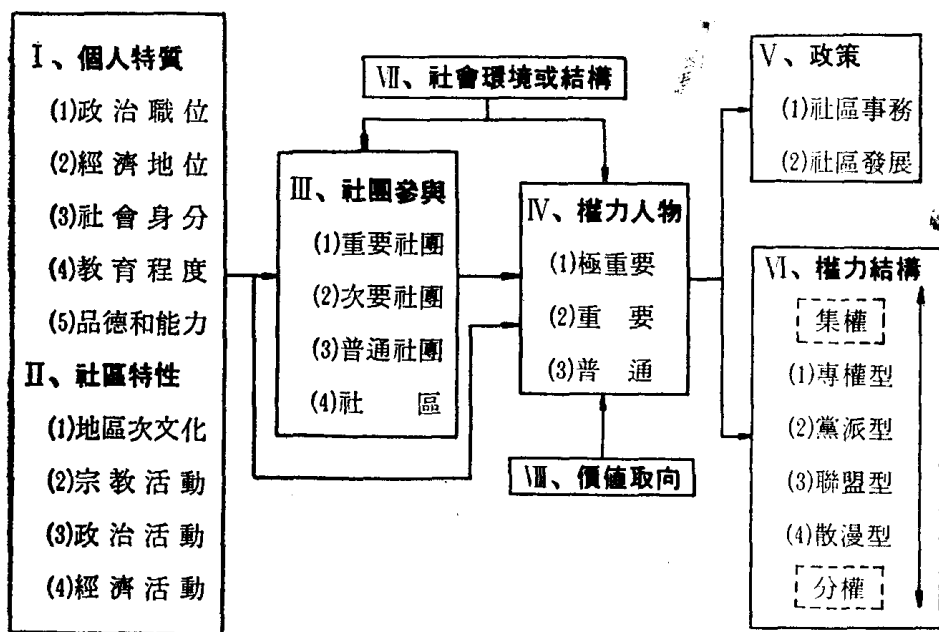 Ⅰ、個人特質
(1)政治職位
(2)經濟地位
(3)社會身分
(4)教育程度
(5)品德和能力
Ⅱ、社區特性
(1)地區次文化
(2)宗教活動
(3)政治活動
(4)經濟活動
Ⅶ、社會環境或結構
Ⅲ、社團參與
(1)重要社團
(2)次要社團
(3)普通社團
(4)社　區
Ⅳ、權力人物
(1)極重要
(2)重　要
(3)普　通
Ⅷ、價值取向
Ⅴ、政策
(1)社區事務
(2)社區發展
Ⅵ、權力結構
集權
(1)專權型
(2)黨派型
(3)聯盟型
(4)散漫型
分權